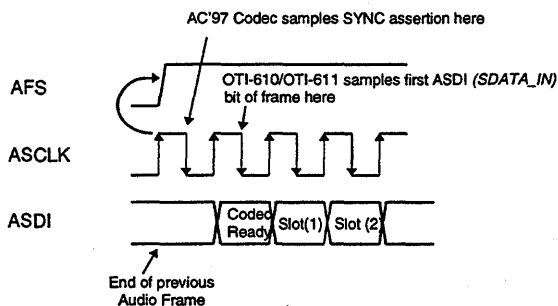 AC'97 Codec samples SYNC assertion here
AFS
OTI-610/OTI-611 samples first ASDI (SDATA_IN)
bit of frame here
ASCLK
ASDI
Codec
Ready
Slot(1)
Slot (2)
End of previous
Audio Frame